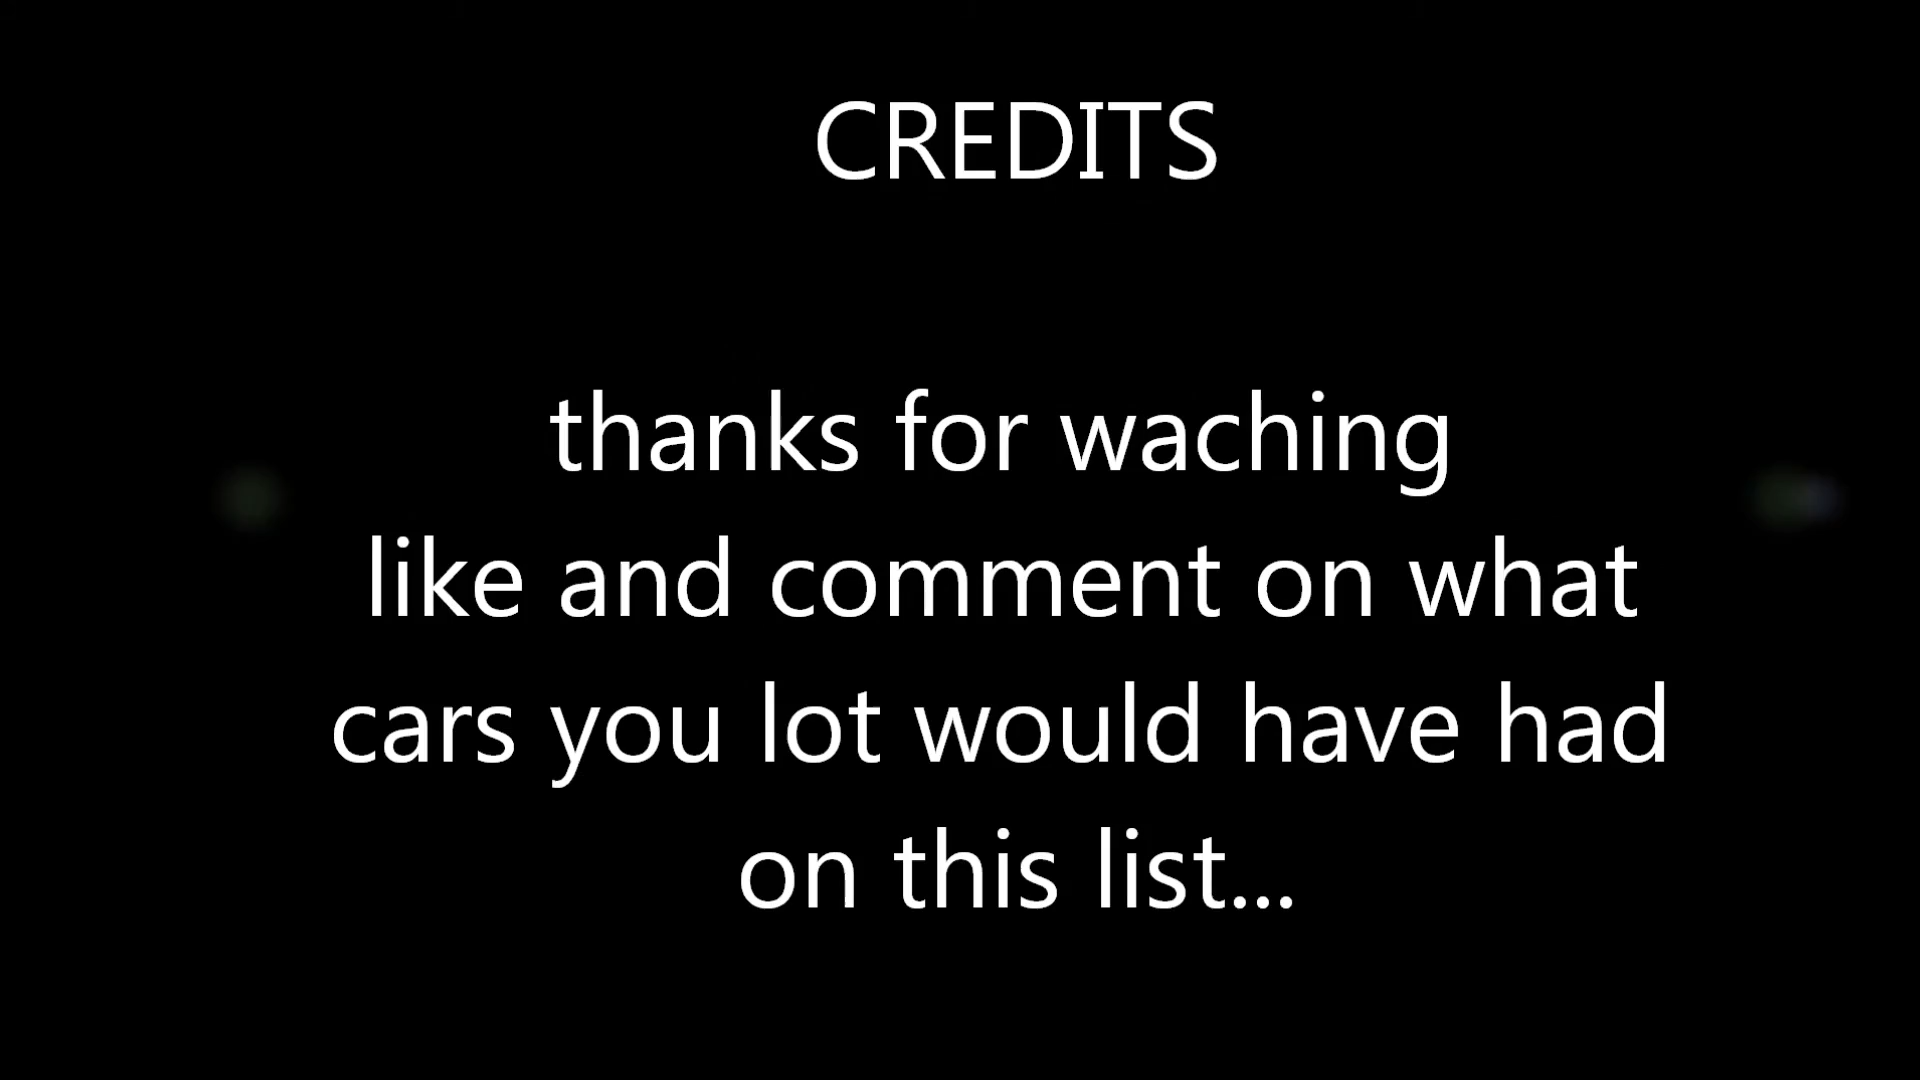 CREDITS
thanks for waching
like and comment on what
cars you lot would have had
on this list...